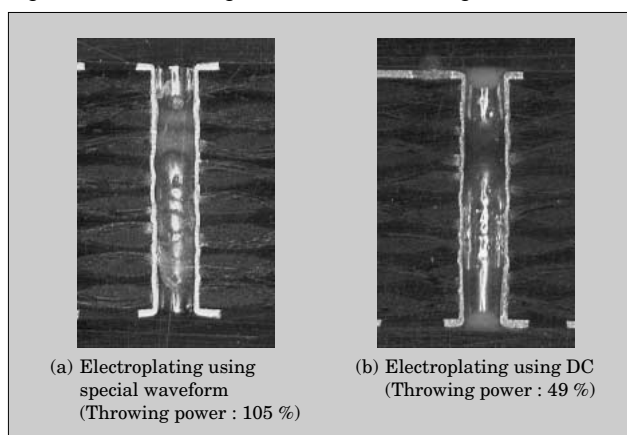 (a) Electroplating using
special waveform
(Throwing power : 105 %)
(b) Electroplating using DC
(Throwing power : 49 %)